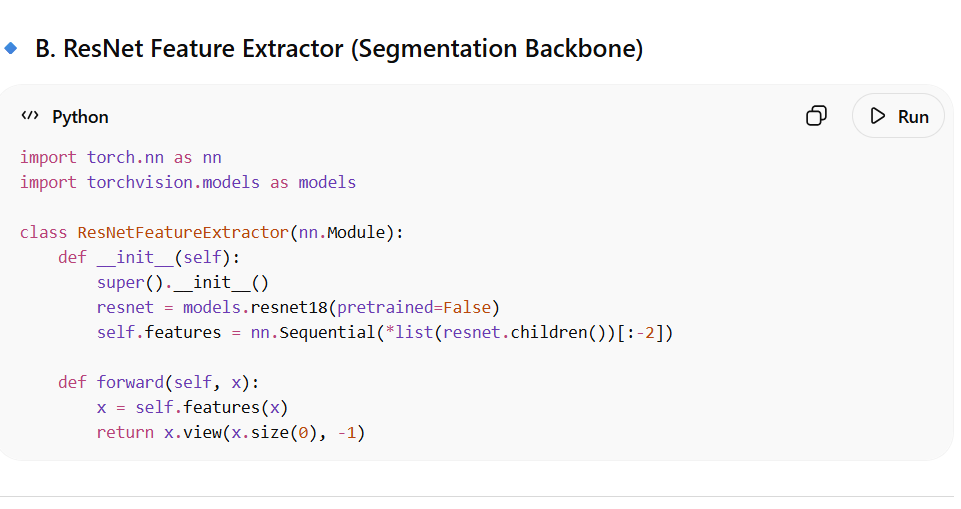 B. ResNet Feature Extractor (Segmentation Backbone)
Python
Run
import torch.nn as nn
import torchvision.models as models
class ResNetFeatureExtractor(nn.Module):
    def __init__(self):
        super().__init__()
        resnet = models.resnet18(pretrained=False)
        self.features = nn.Sequential(*list(resnet.children())[:-2])
    def forward(self, x):
        x = self.features(x)
        return x.view(x.size(0), -1)